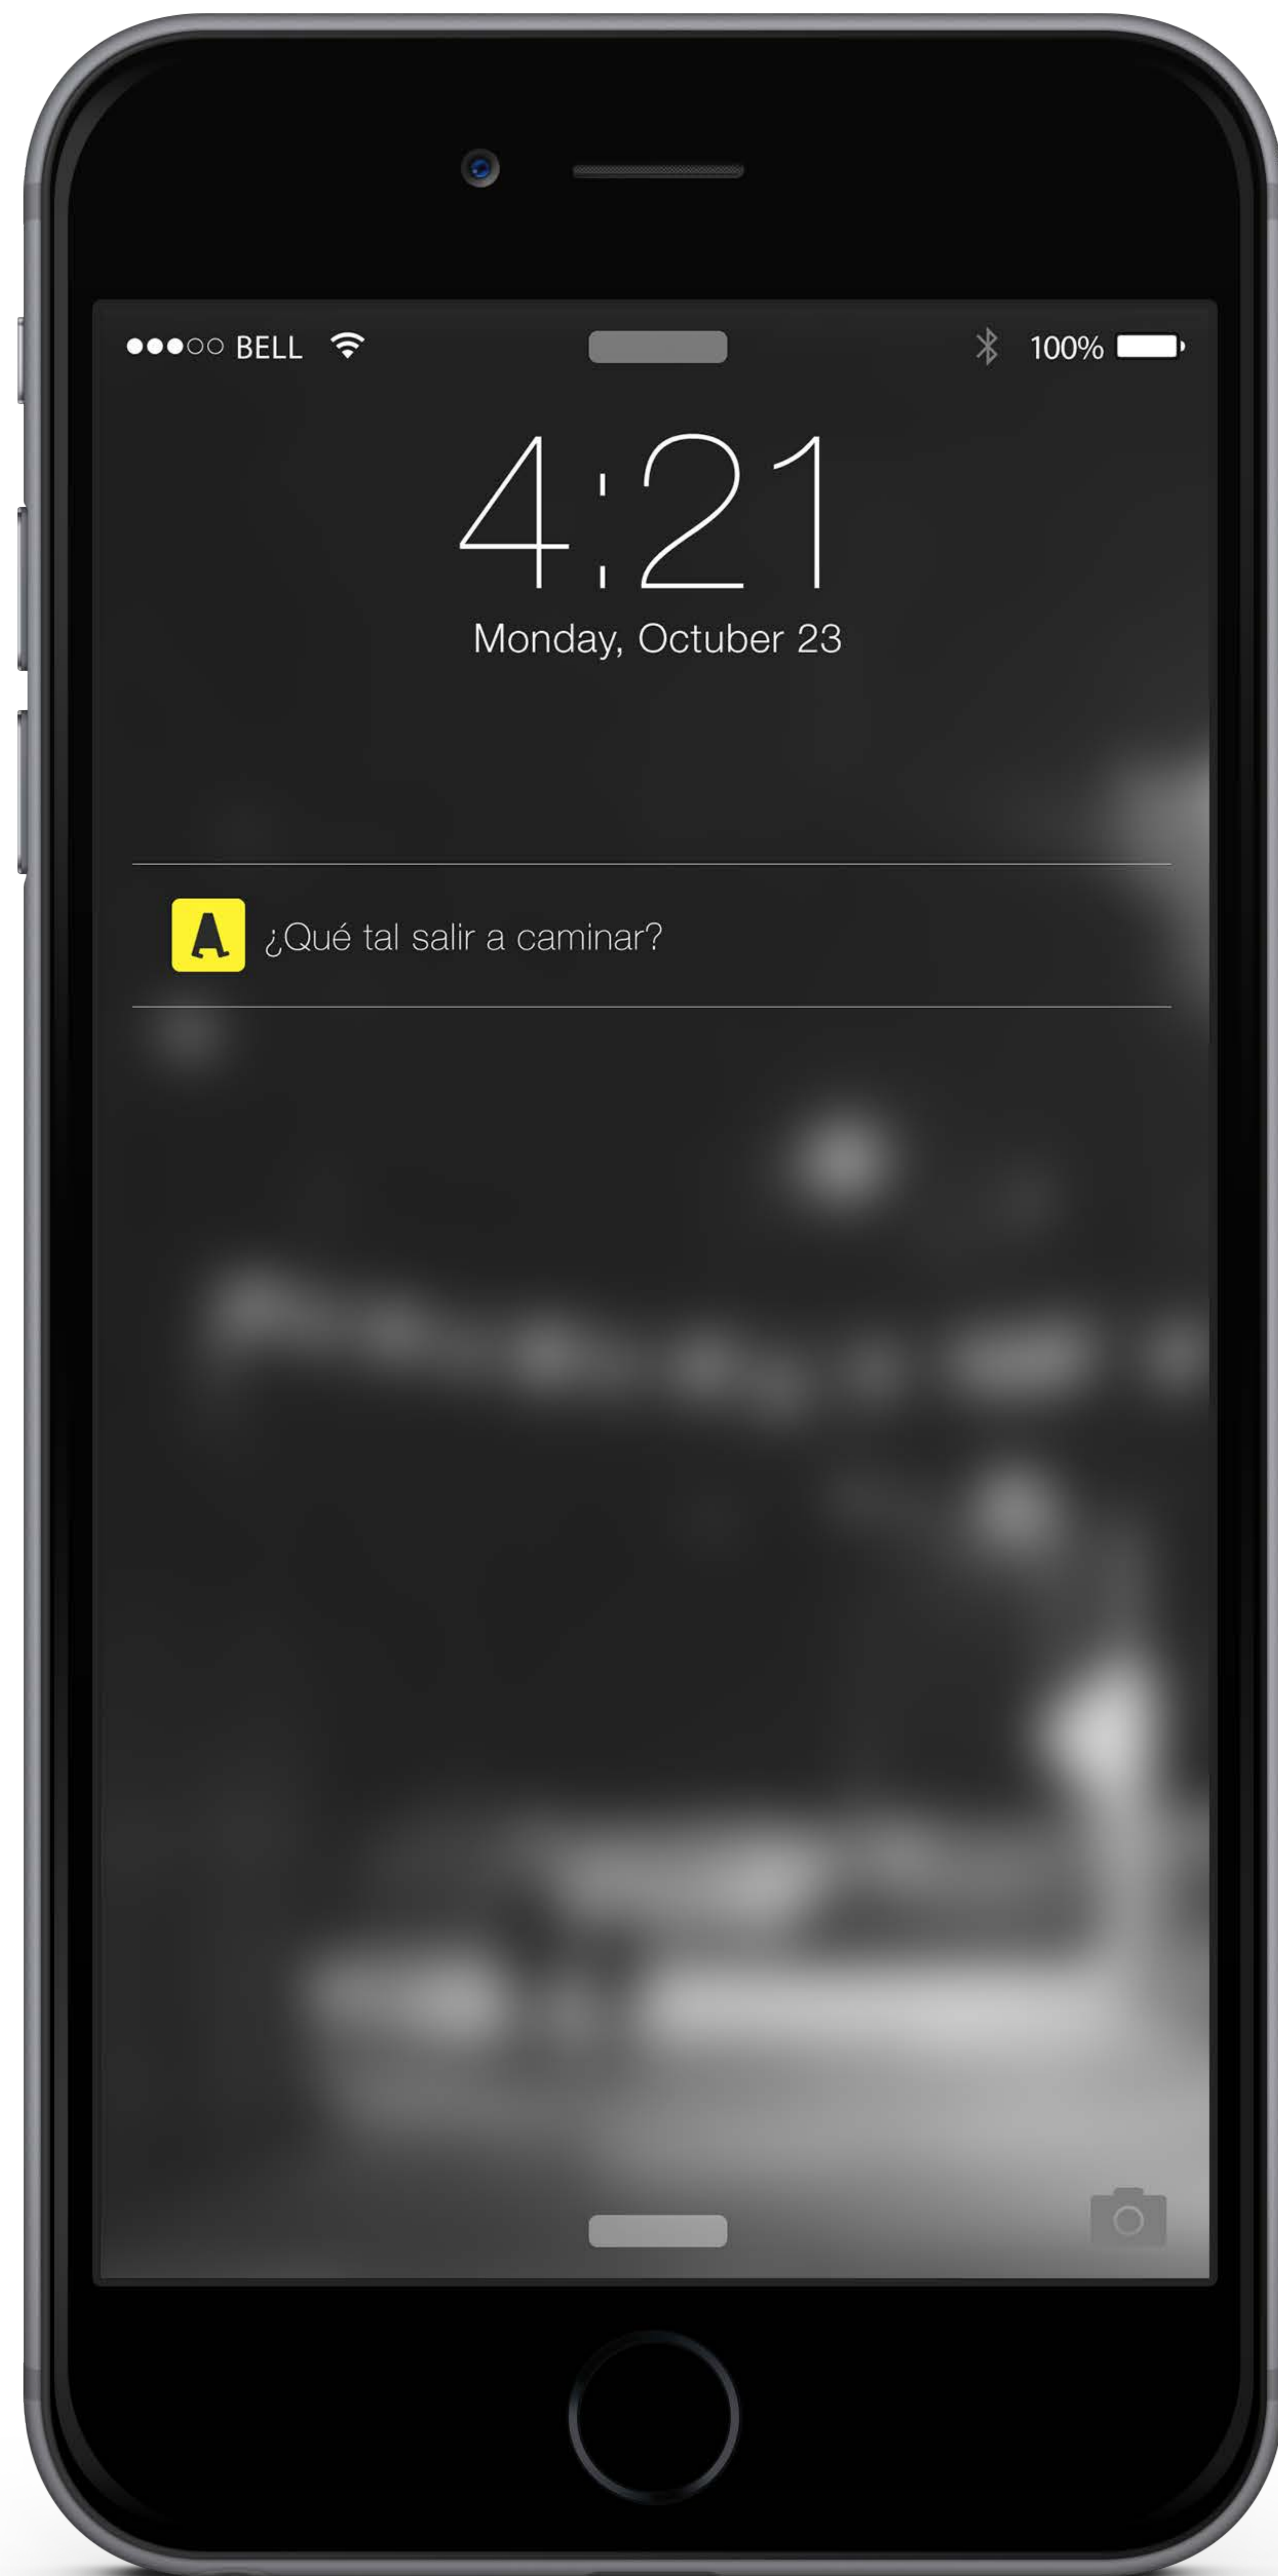 BELL 100%
4:21
Monday, Octuber 23
A ¿Qué tal salir a caminar?